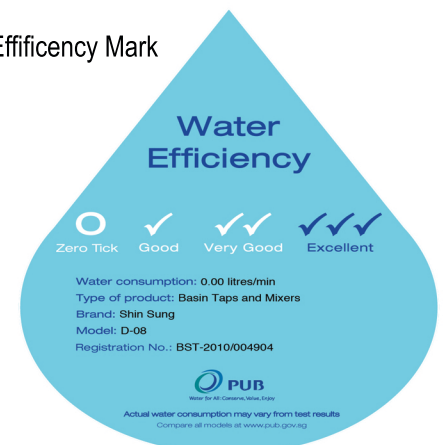 Effificency Mark
Water
Efficiency
Zero Tick Good Very Good Excellent
Water consumption: 0.00 litres/min
Type of product: Basin Taps and Mixers
Brand: Shin Sung
Model: D-08
Registration No.: BST-2010/004904
PUB
Water for All: Conserve, Value, Enjoy
Actual water consumption may vary from test results
Compare all models at www.pub.gov.sg